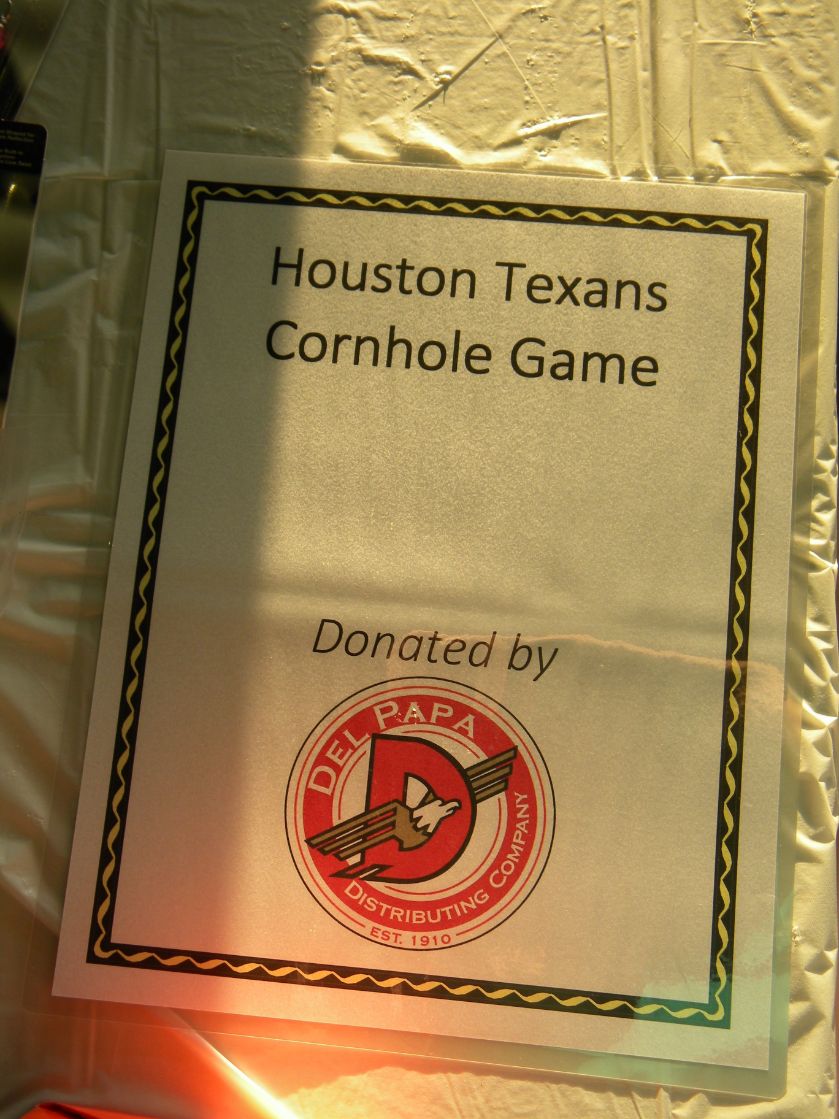 Houston Texans
Cornhole Game
Donated by
DEL PAPA
DISTRIBUTING COMPANY
EST. 1910